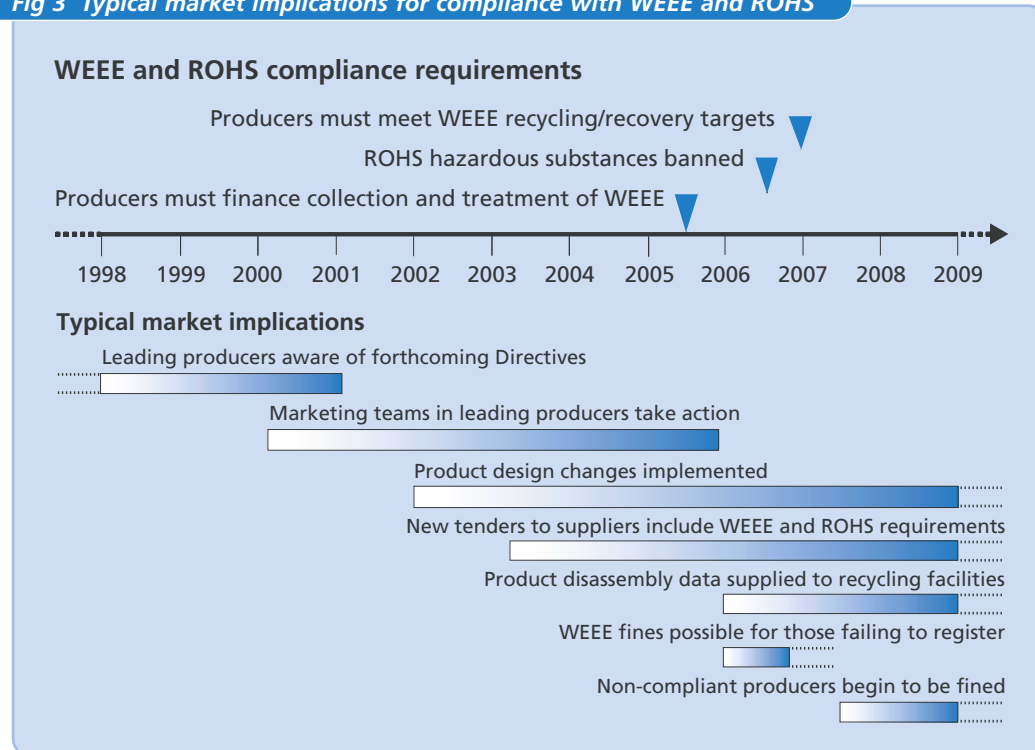 Fig 3 Typical market implications for compliance with WEEE and ROHS
WEEE and ROHS compliance requirements
Producers must meet WEEE recycling/recovery targets
ROHS hazardous substances banned
Producers must finance collection and treatment of WEEE
1998 1999 2000 2001 2002 2003 2004 2005 2006 2007 2008 2009
Typical market implications
Leading producers aware of forthcoming Directives
Marketing teams in leading producers take action
Product design changes implemented
New tenders to suppliers include WEEE and ROHS requirements
Product disassembly data supplied to recycling facilities
WEEE fines possible for those failing to register
Non-compliant producers begin to be fined